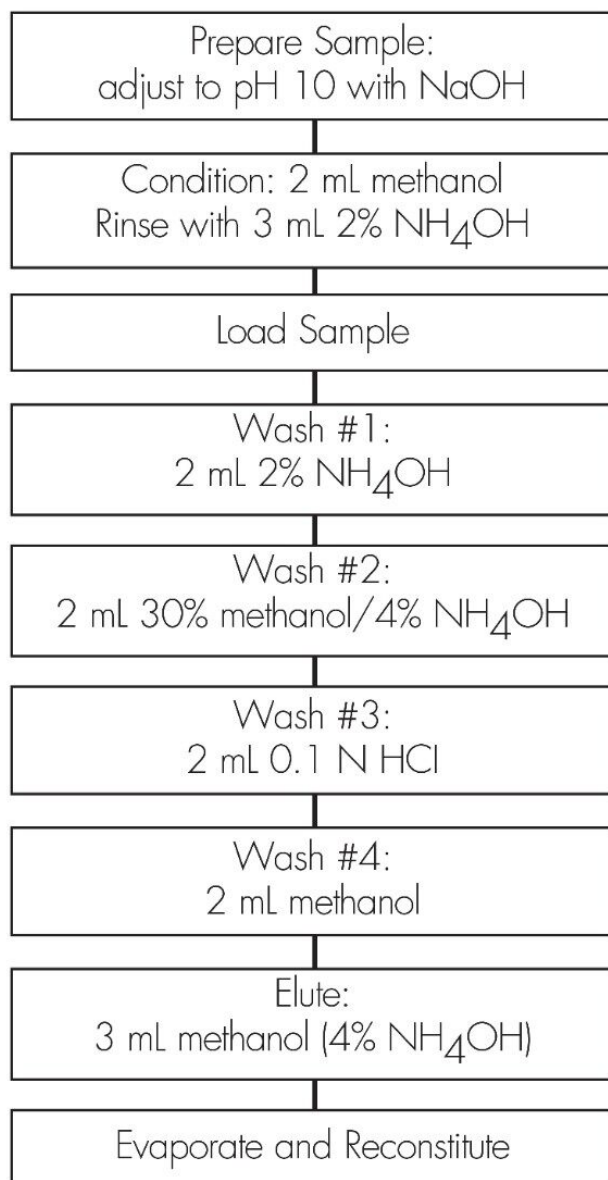 Prepare Sample:
adjust to pH 10 with NaOH
Condition: 2 mL methanol
Rinse with 3 mL 2% NH4OH
Load Sample
Wash #1:
2 mL 2% NH4OH
Wash #2:
2 mL 30% methanol/4% NH4OH
Wash #3:
2 mL 0.1 N HCl
Wash #4:
2 mL methanol
Elute:
3 mL methanol (4% NH4OH)
Evaporate and Reconstitute